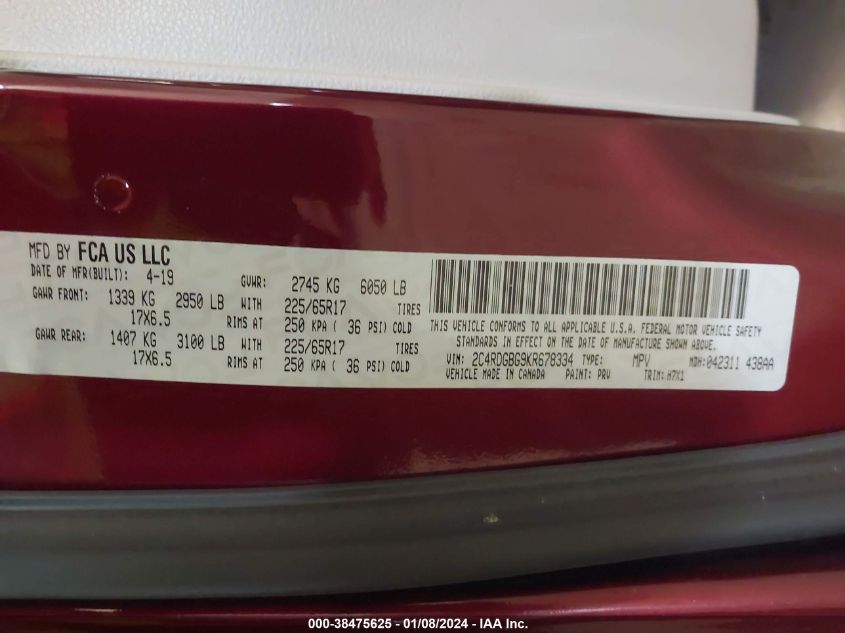 MFD BY FCA US LLC
DATE OF MFR(BUILT): 4-19 GVWR: 2745 KG 6050 LB
GAWR FRONT: 1339 KG 2950 LB WITH 225/65R17 TIRES
17X6.5 RIMS AT 250 KPA ( 36 PSI) COLD
GAWR REAR: 1407 KG 3100 LB WITH 225/65R17 TIRES
17X6.5 RIMS AT 250 KPA ( 36 PSI) COLD
THIS VEHICLE CONFORMS TO ALL APPLICABLE U.S.A. FEDERAL MOTOR VEHICLE SAFETY
STANDARDS IN EFFECT ON THE DATE OF MANUFACTURE SHOWN ABOVE.
VIN: 2C4RDGBG9KR678334 TYPE: MPV MDH:042311 438AA
VEHICLE MADE IN CANADA PAINT: PRV TRIM: H7X1
000-38475625 - 01/08/2024 - IAA Inc.